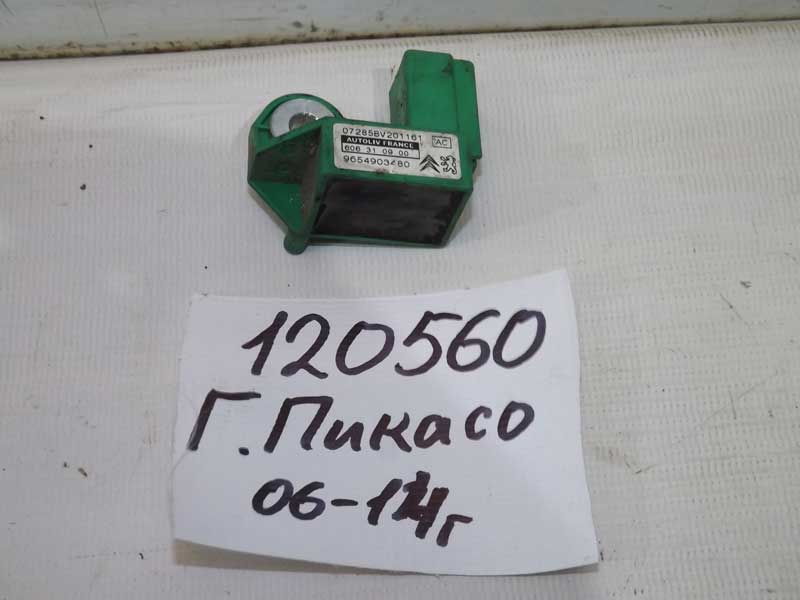 07285BV201161
AC
AUTOLIV FRANCE
606 31 09 00
9654903480
120560
Г. Пикасо
06-14г